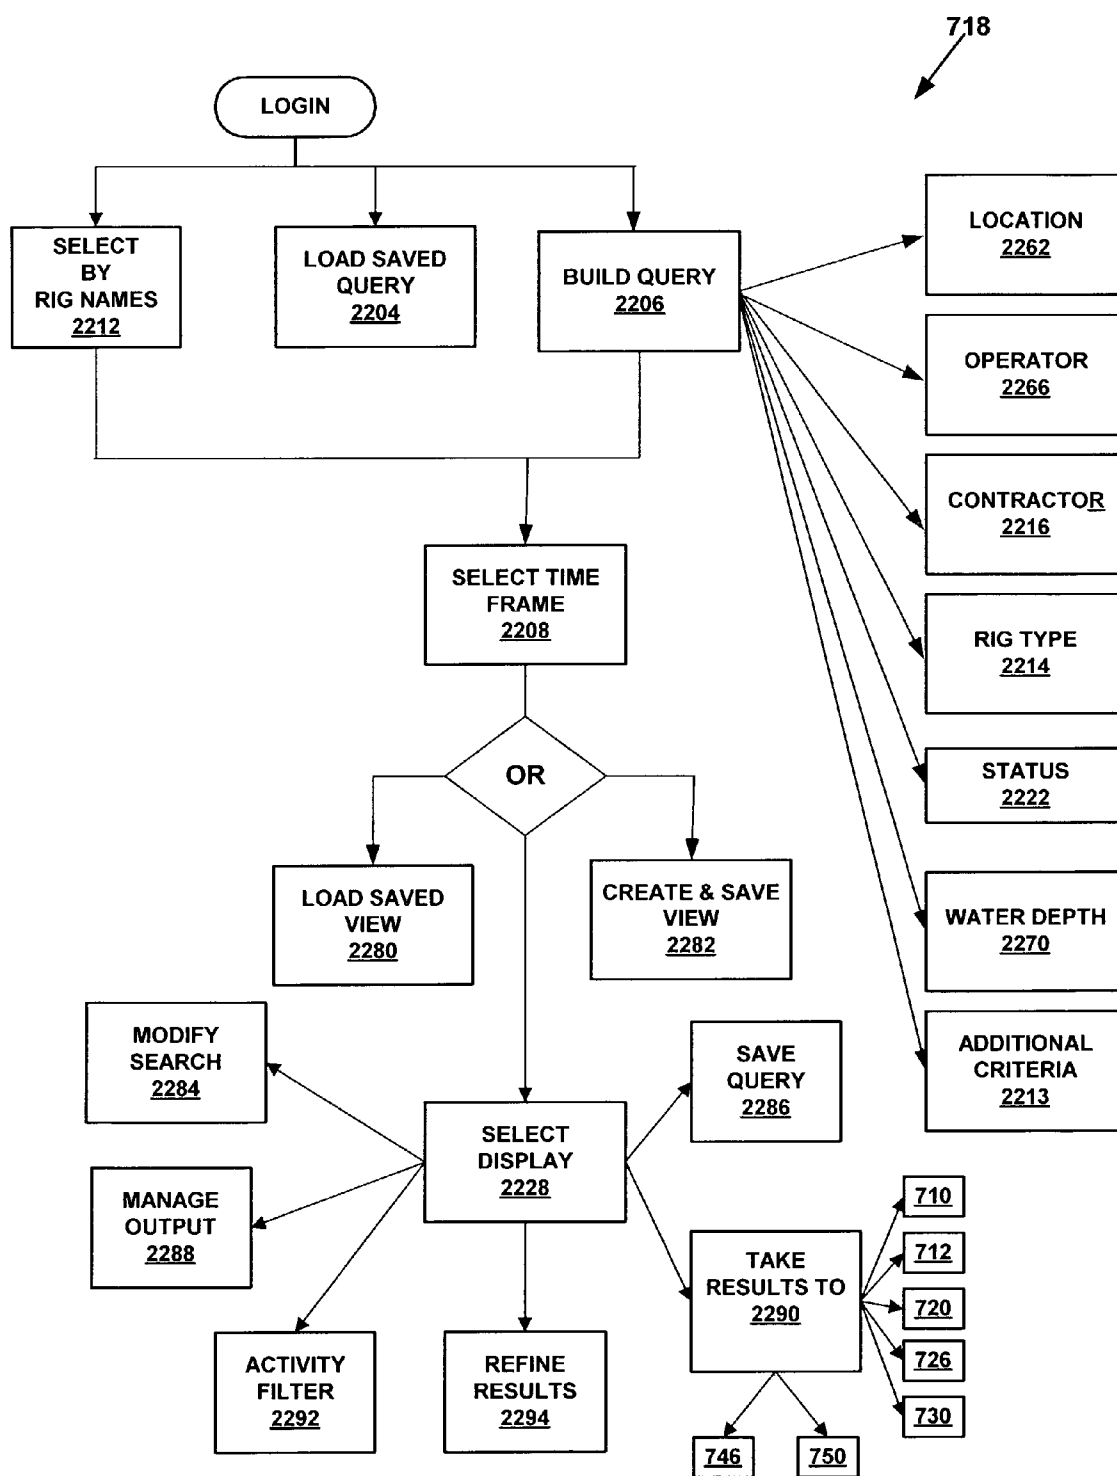 718
LOGIN
SELECT
BY
RIG NAMES
2212
LOAD SAVED
QUERY
2204
BUILD QUERY
2206
LOCATION
2262
OPERATOR
2266
CONTRACTOR
2216
RIG TYPE
2214
STATUS
2222
WATER DEPTH
2270
ADDITIONAL
CRITERIA
2213
SELECT TIME
FRAME
2208
OR
LOAD SAVED
VIEW
2280
CREATE & SAVE
VIEW
2282
MODIFY
SEARCH
2284
SAVE
QUERY
2286
SELECT
DISPLAY
2228
MANAGE
OUTPUT
2288
TAKE
RESULTS TO
2290
710
712
720
726
730
ACTIVITY
FILTER
2292
REFINE
RESULTS
2294
746
750